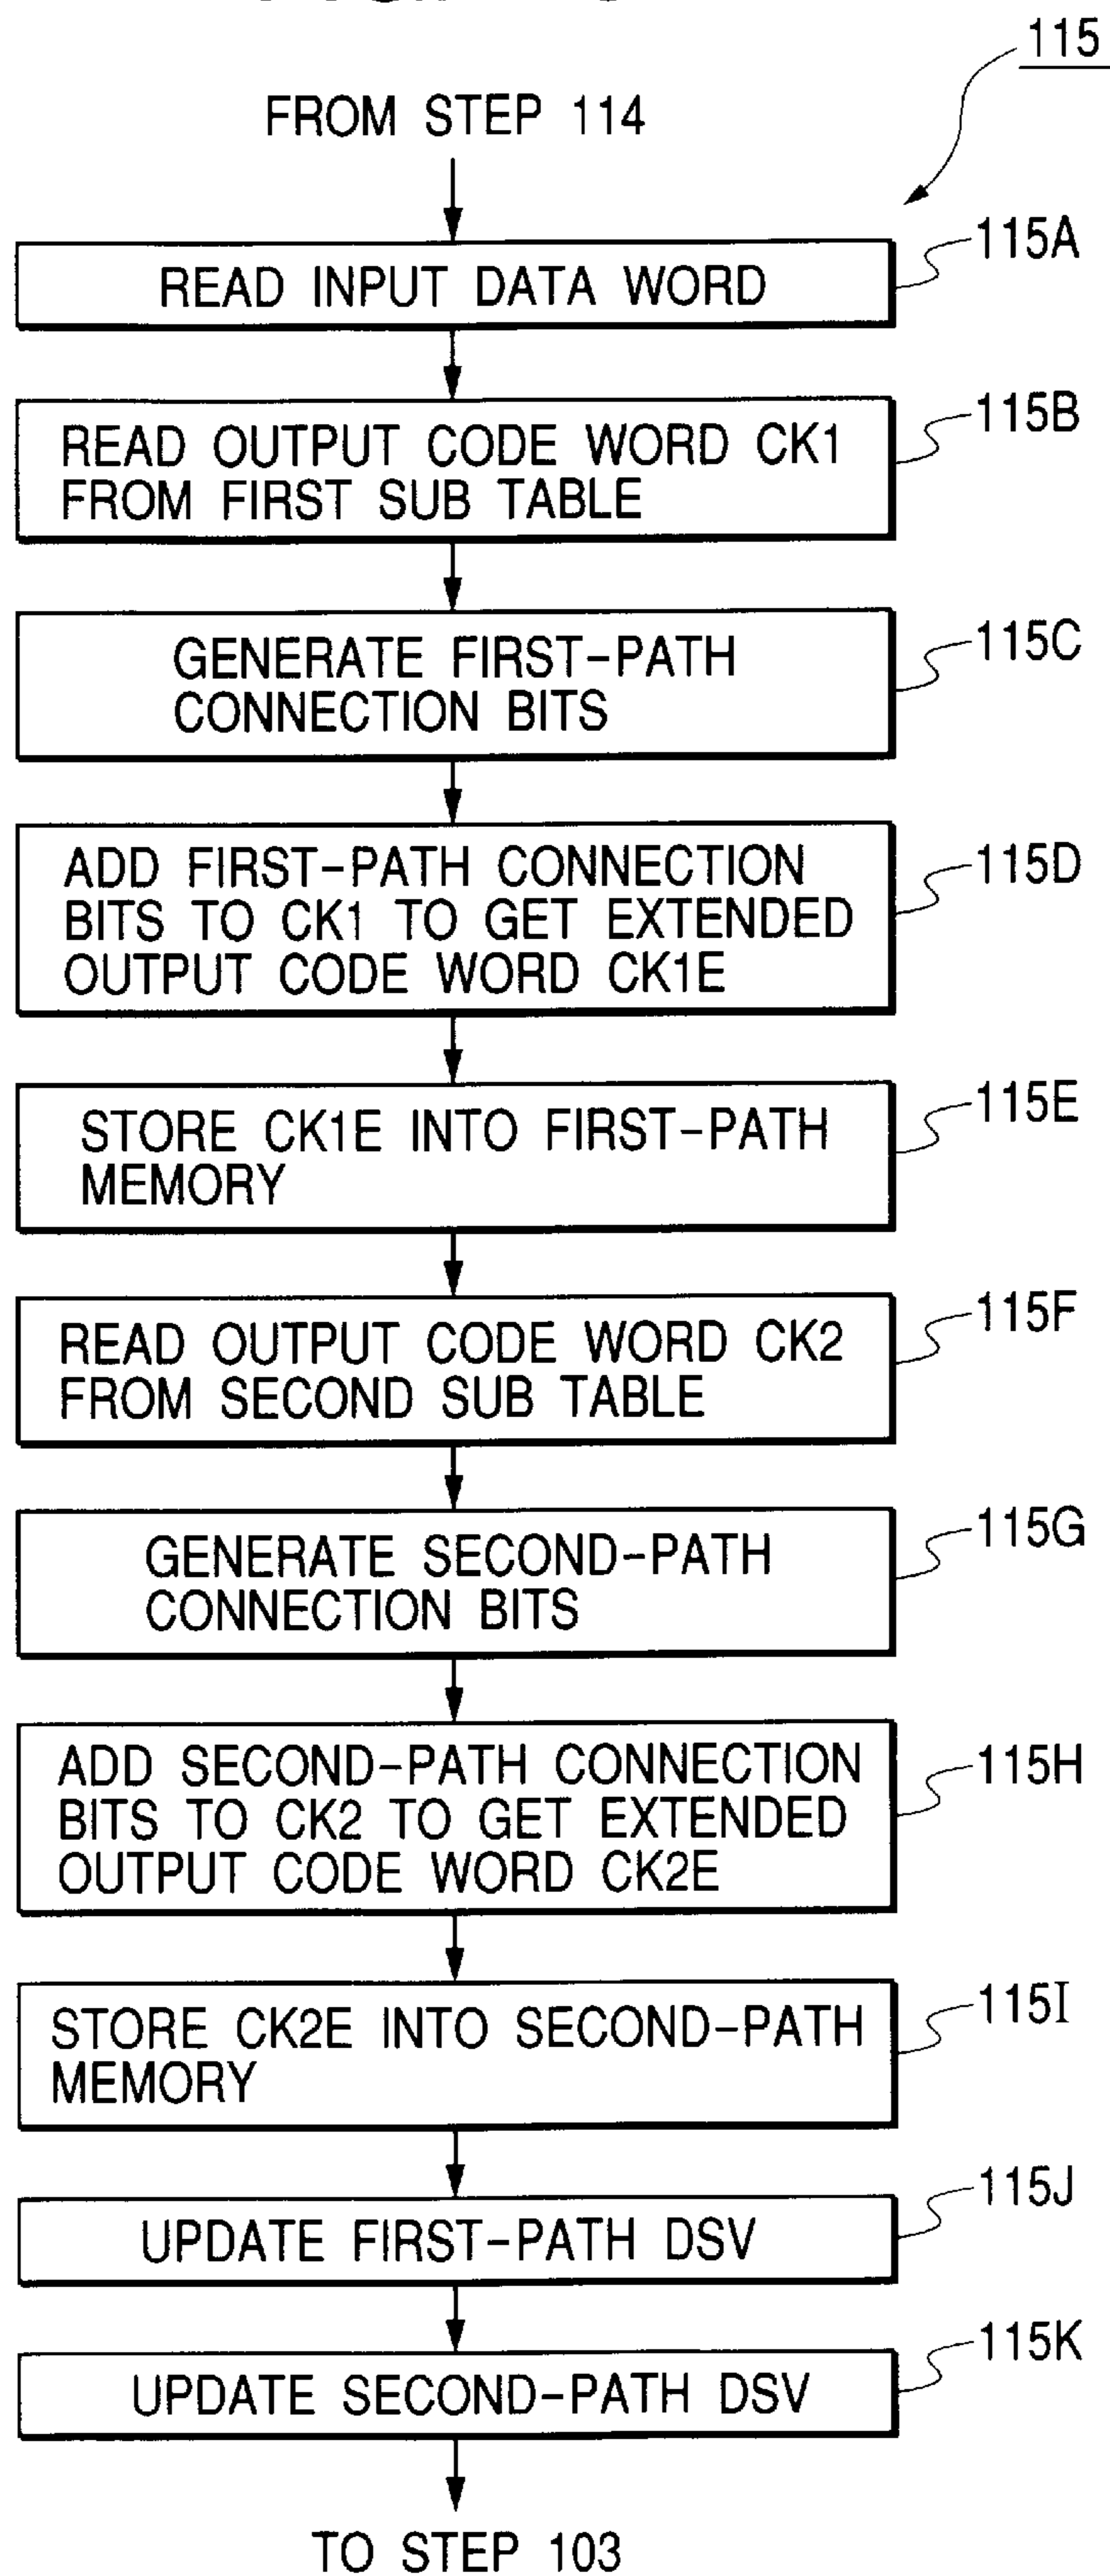 115
FROM STEP 114
115A
READ INPUT DATA WORD
115B
READ OUTPUT CODE WORD CK1
FROM FIRST SUB TABLE
115C
GENERATE FIRST-PATH
CONNECTION BITS
115D
ADD FIRST-PATH CONNECTION
BITS TO CK1 TO GET EXTENDED
OUTPUT CODE WORD CK1E
115E
STORE CK1E INTO FIRST-PATH
MEMORY
115F
READ OUTPUT CODE WORD CK2
FROM SECOND SUB TABLE
115G
GENERATE SECOND-PATH
CONNECTION BITS
115H
ADD SECOND-PATH CONNECTION
BITS TO CK2 TO GET EXTENDED
OUTPUT CODE WORD CK2E
115I
STORE CK2E INTO SECOND-PATH
MEMORY
115J
UPDATE FIRST-PATH DSV
115K
UPDATE SECOND-PATH DSV
TO STEP 103